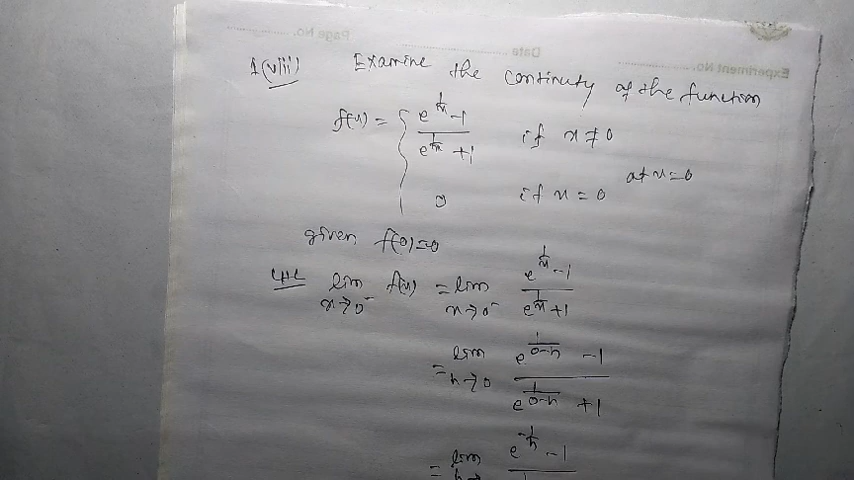 Page No. ..............
Date ..............
Experiment No.
1(viii) Examine the continuity of the function
f(x) = { (e^(1/x) - 1)/(e^(1/x) + 1) if x ≠ 0
0 if x = 0 at x = 0
given f(0) = 0
LHL lim x→0⁻ f(x) = lim x→0⁻ (e^(1/x) - 1)/(e^(1/x) + 1)
= lim h→0 (e^(1/(0-h)) - 1)/(e^(1/(0-h)) + 1)
= lim e^(-1/h) - 1